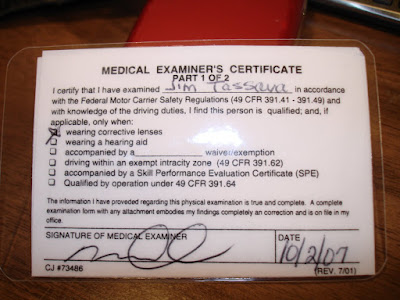 MEDICAL EXAMINER'S CERTIFICATE
PART 1 OF 2
I certify that I have examined Jim Tassava in accordance
with the Federal Motor Carrier Safety Regulations (49 CFR 391.41 - 391.49) and
with knowledge of the driving duties, I find this person is qualified; and, if
applicable, only when:
wearing corrective lenses
wearing a hearing aid
accompanied by a waiver/exemption
driving within an exempt intracity zone (49 CFR 391.62)
accompanied by a Skill Performance Evaluation Certificate (SPE)
Qualified by operation under 49 CFR 391.64
The information I have proveded regarding this physical examination is true and complete. A complete
examination form with any attachment embodies my findings completely an correction and is on file in my
office.
SIGNATURE OF MEDICAL EXAMINER
DATE
10/2/07
CJ #73486
(REV. 7/01)